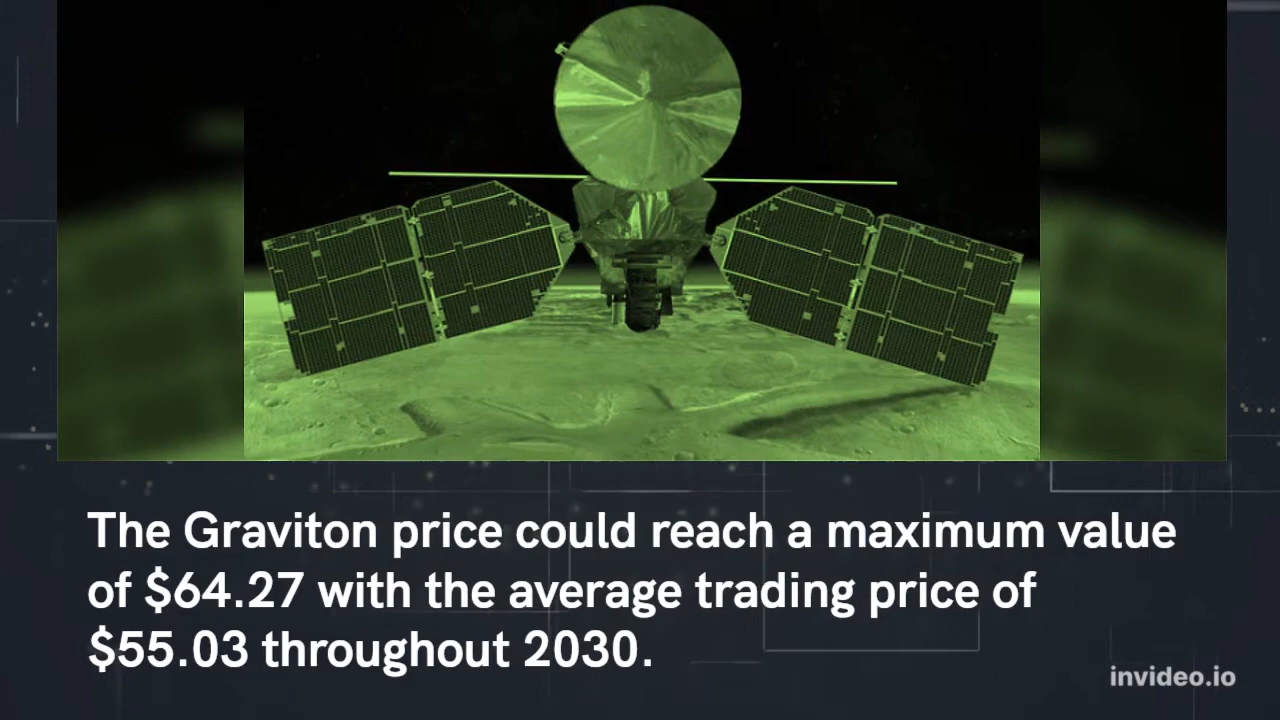 The Graviton price could reach a maximum value
of $64.27 with the average trading price of
$55.03 throughout 2030.
invideo.io